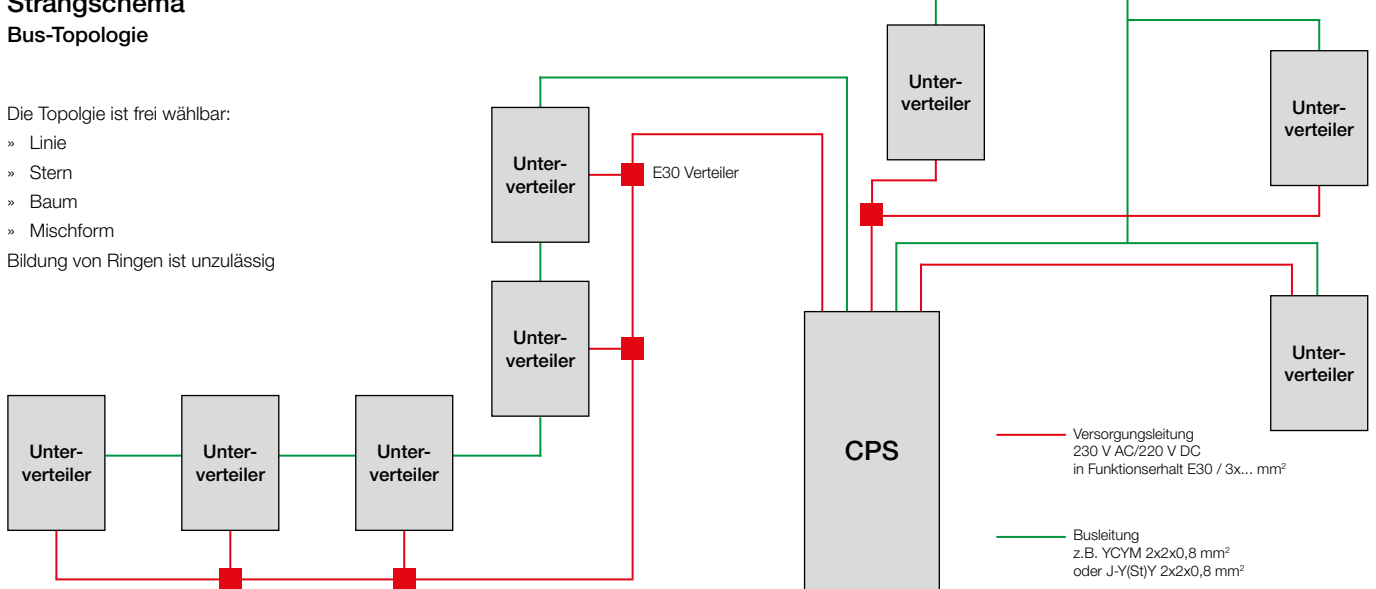 Strangschema
Bus-Topologie
Die Topolgie ist frei wählbar:
» Linie
» Stern
» Baum
» Mischform
Bildung von Ringen ist unzulässig
Unter-
verteiler
Unter-
verteiler
Unter-
verteiler
E30 Verteiler
Unter-
verteiler
Unter-
verteiler
Unter-
verteiler
Unter-
verteiler
Unter-
verteiler
CPS
Versorgungsleitung
230 V AC/220 V DC
in Funktionserhalt E30 / 3x... mm²
Busleitung
z.B. YCYM 2x2x0,8 mm²
oder J-Y(St)Y 2x2x0,8 mm²